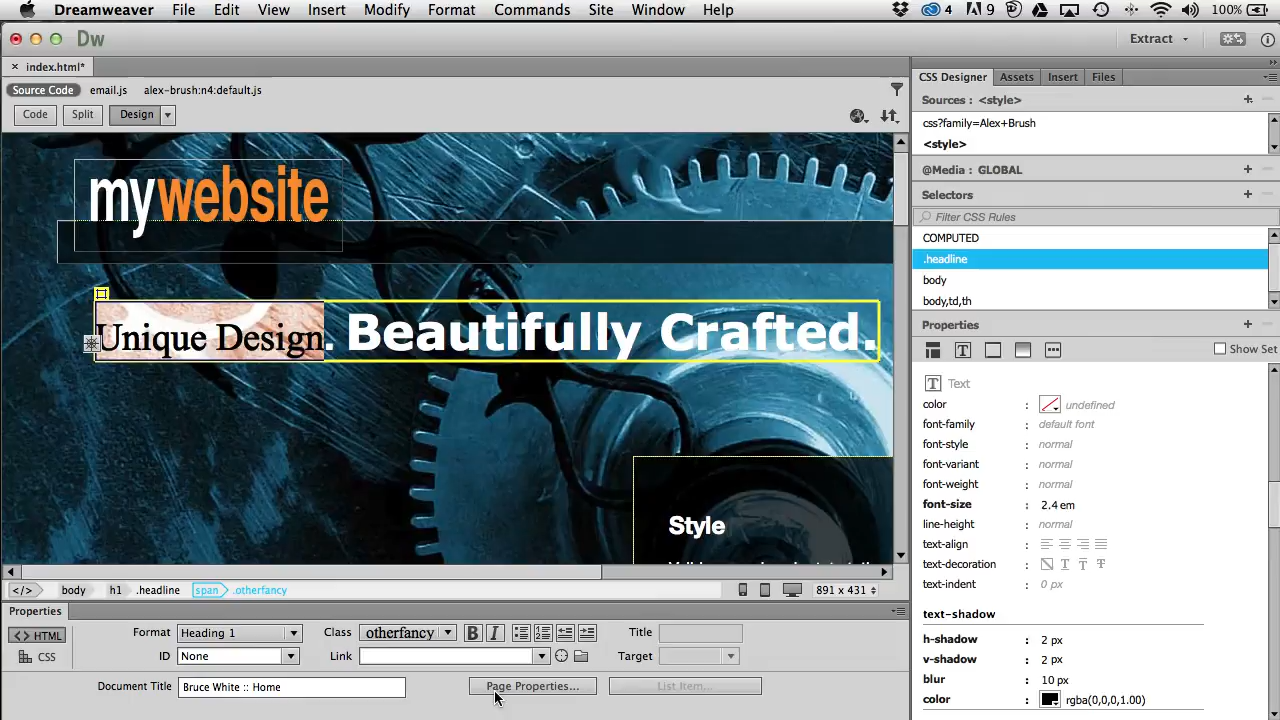 Dreamweaver File Edit View Insert Modify Format Commands Site Window Help 4 9 100%
Dw Extract
index.html*
Source Code email.js alex-brush:n4:default.js
Code Split Design
mywebsite
Unique Design. Beautifully Crafted.
Style
</> body h1 .headline span .otherfancy 891 x 431
Properties
<> HTML Format Heading 1 Class otherfancy B I Title
CSS ID None Link Target
Document Title Bruce White :: Home Page Properties... List Item...
CSS Designer Assets Insert Files
Sources : <style>
css?family=Alex+Brush
<style>
@Media : GLOBAL
Selectors
Filter CSS Rules
COMPUTED
.headline
body
body,td,th
Properties
Show Set
T Text
color : undefined
font-family : default font
font-style : normal
font-variant : normal
font-weight : normal
font-size : 2.4 em
line-height : normal
text-align :
text-decoration :
text-indent : 0 px
text-shadow
h-shadow : 2 px
v-shadow : 2 px
blur : 10 px
color : rgba(0,0,0,1.00)